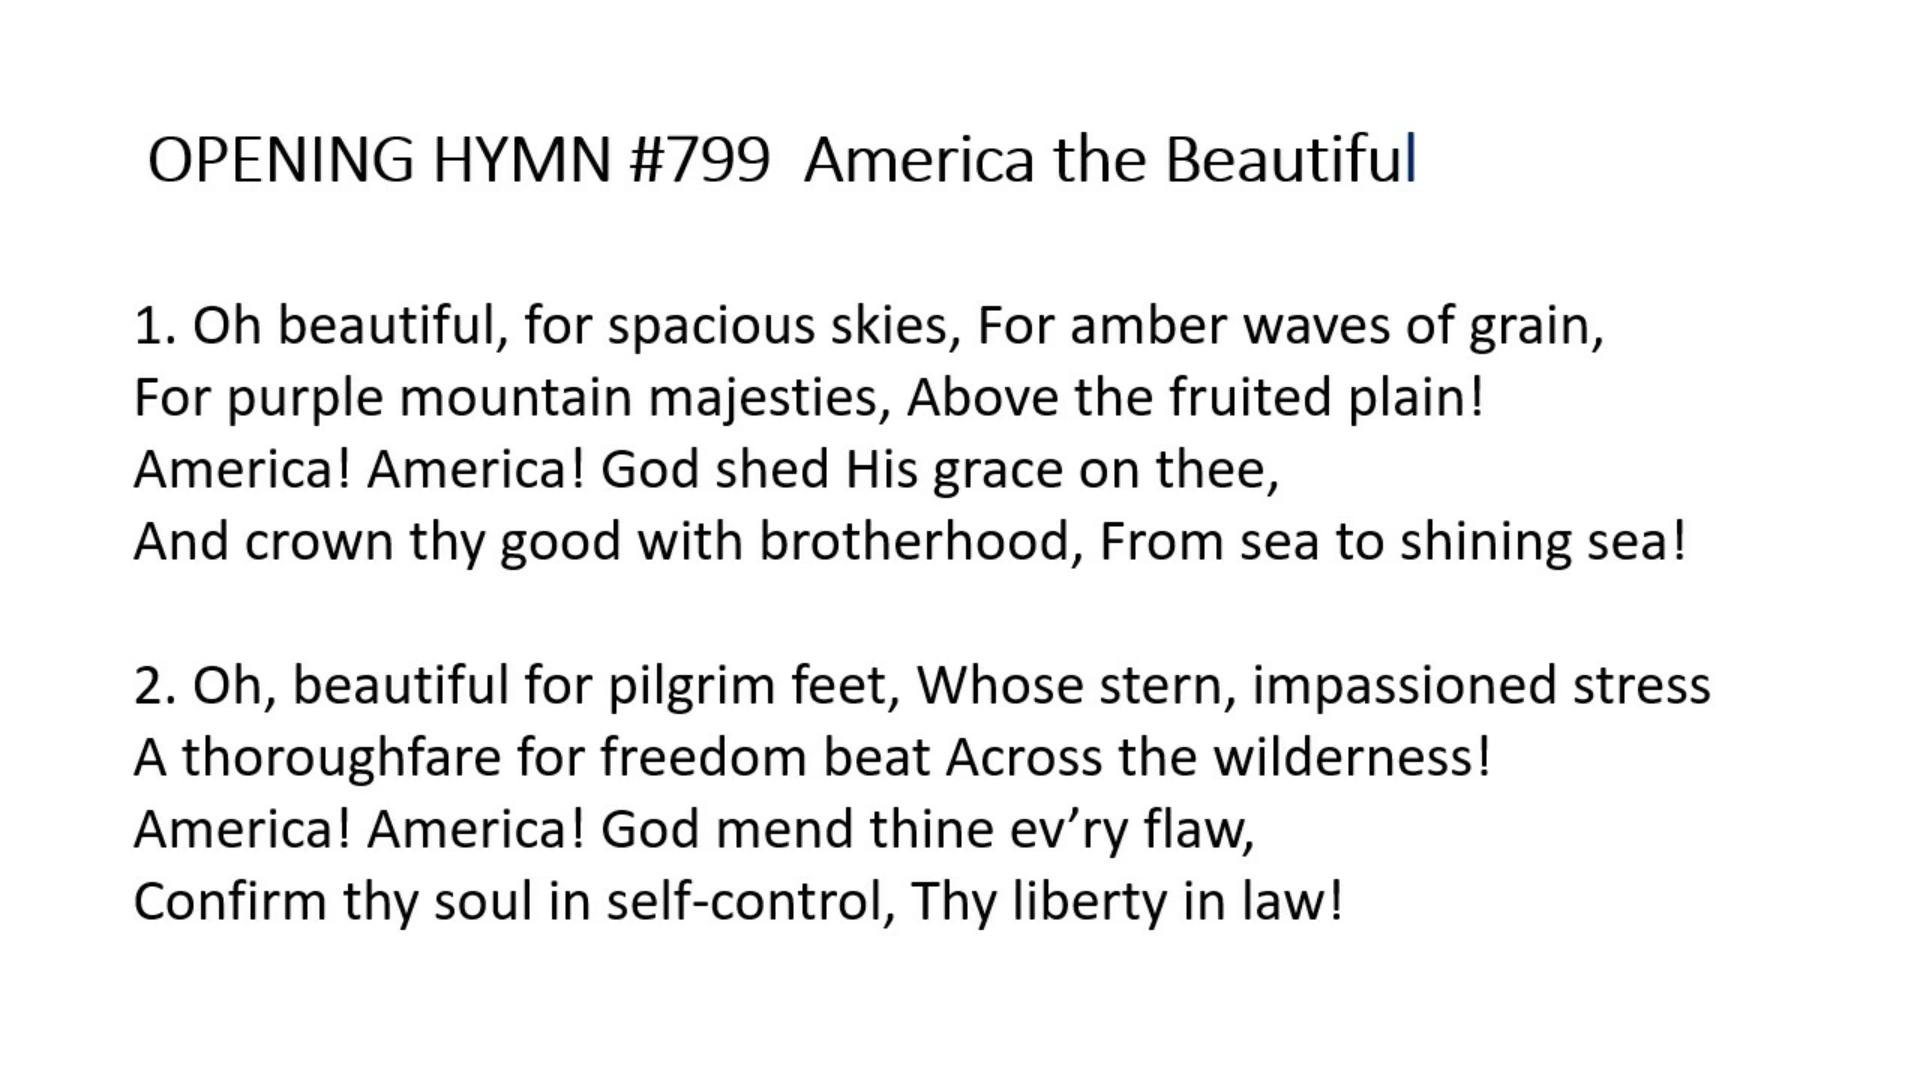 OPENING HYMN #799  America the Beautiful
1. Oh beautiful, for spacious skies, For amber waves of grain,
For purple mountain majesties, Above the fruited plain!
America! America! God shed His grace on thee,
And crown thy good with brotherhood, From sea to shining sea!
2. Oh, beautiful for pilgrim feet, Whose stern, impassioned stress
A thoroughfare for freedom beat Across the wilderness!
America! America! God mend thine ev’ry flaw,
Confirm thy soul in self-control, Thy liberty in law!